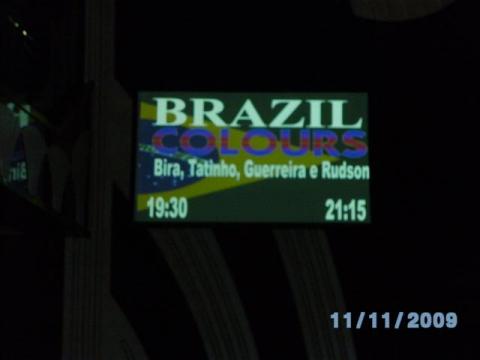 BRAZIL
COLOURS
Bira, Tatinho, Guerreira e Rudson
19:30 21:15
11/11/2009